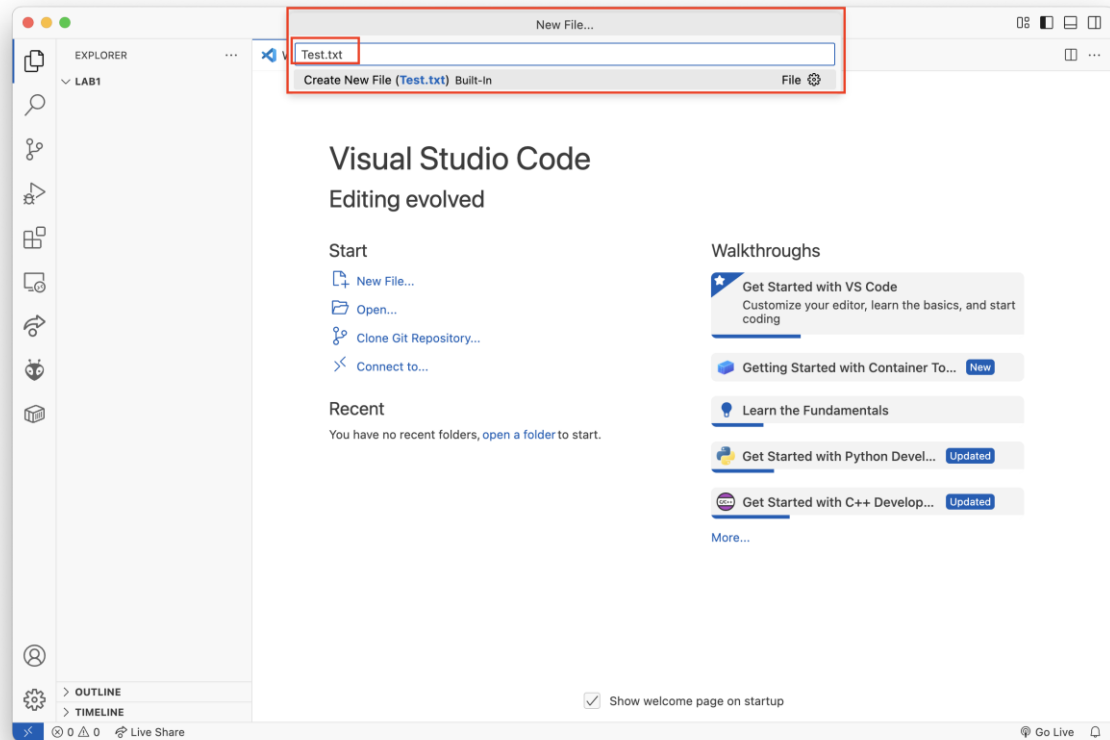 New File...
EXPLORER
Test.txt
LAB1
Create New File (Test.txt) Built-In
File
Visual Studio Code
Editing evolved
Start
New File...
Open...
Clone Git Repository...
Connect to...
Recent
You have no recent folders, open a folder to start.
Walkthroughs
Get Started with VS Code
Customize your editor, learn the basics, and start
coding
Getting Started with Container To... New
Learn the Fundamentals
Get Started with Python Devel... Updated
Get Started with C++ Develop... Updated
More...
OUTLINE
TIMELINE
Show welcome page on startup
0 0 Live Share
Go Live